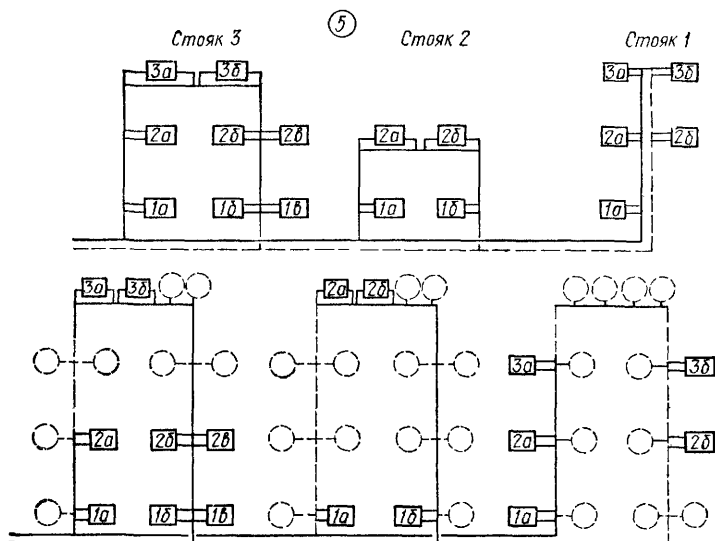 5
Стояк 3 Стояк 2 Стояк 1
3а 3б 3а 3б
2а 2б 2в 2а 2б 2а 2б
1а 1б 1в 1а 1б 1а
3а 3б 2а 2б
3а 3б
2а 2б 2в 2а 2б
1а 1б 1в 1а 1б 1а